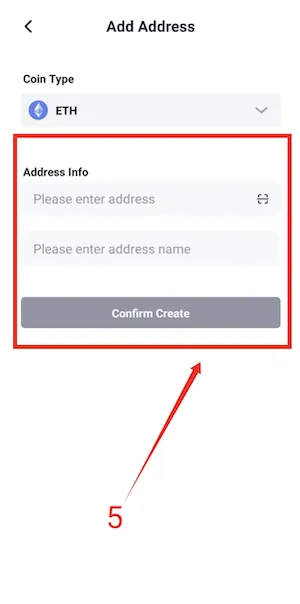 Add Address
Coin Type
ETH
Address Info
Please enter address
Please enter address name
Confirm Create
5